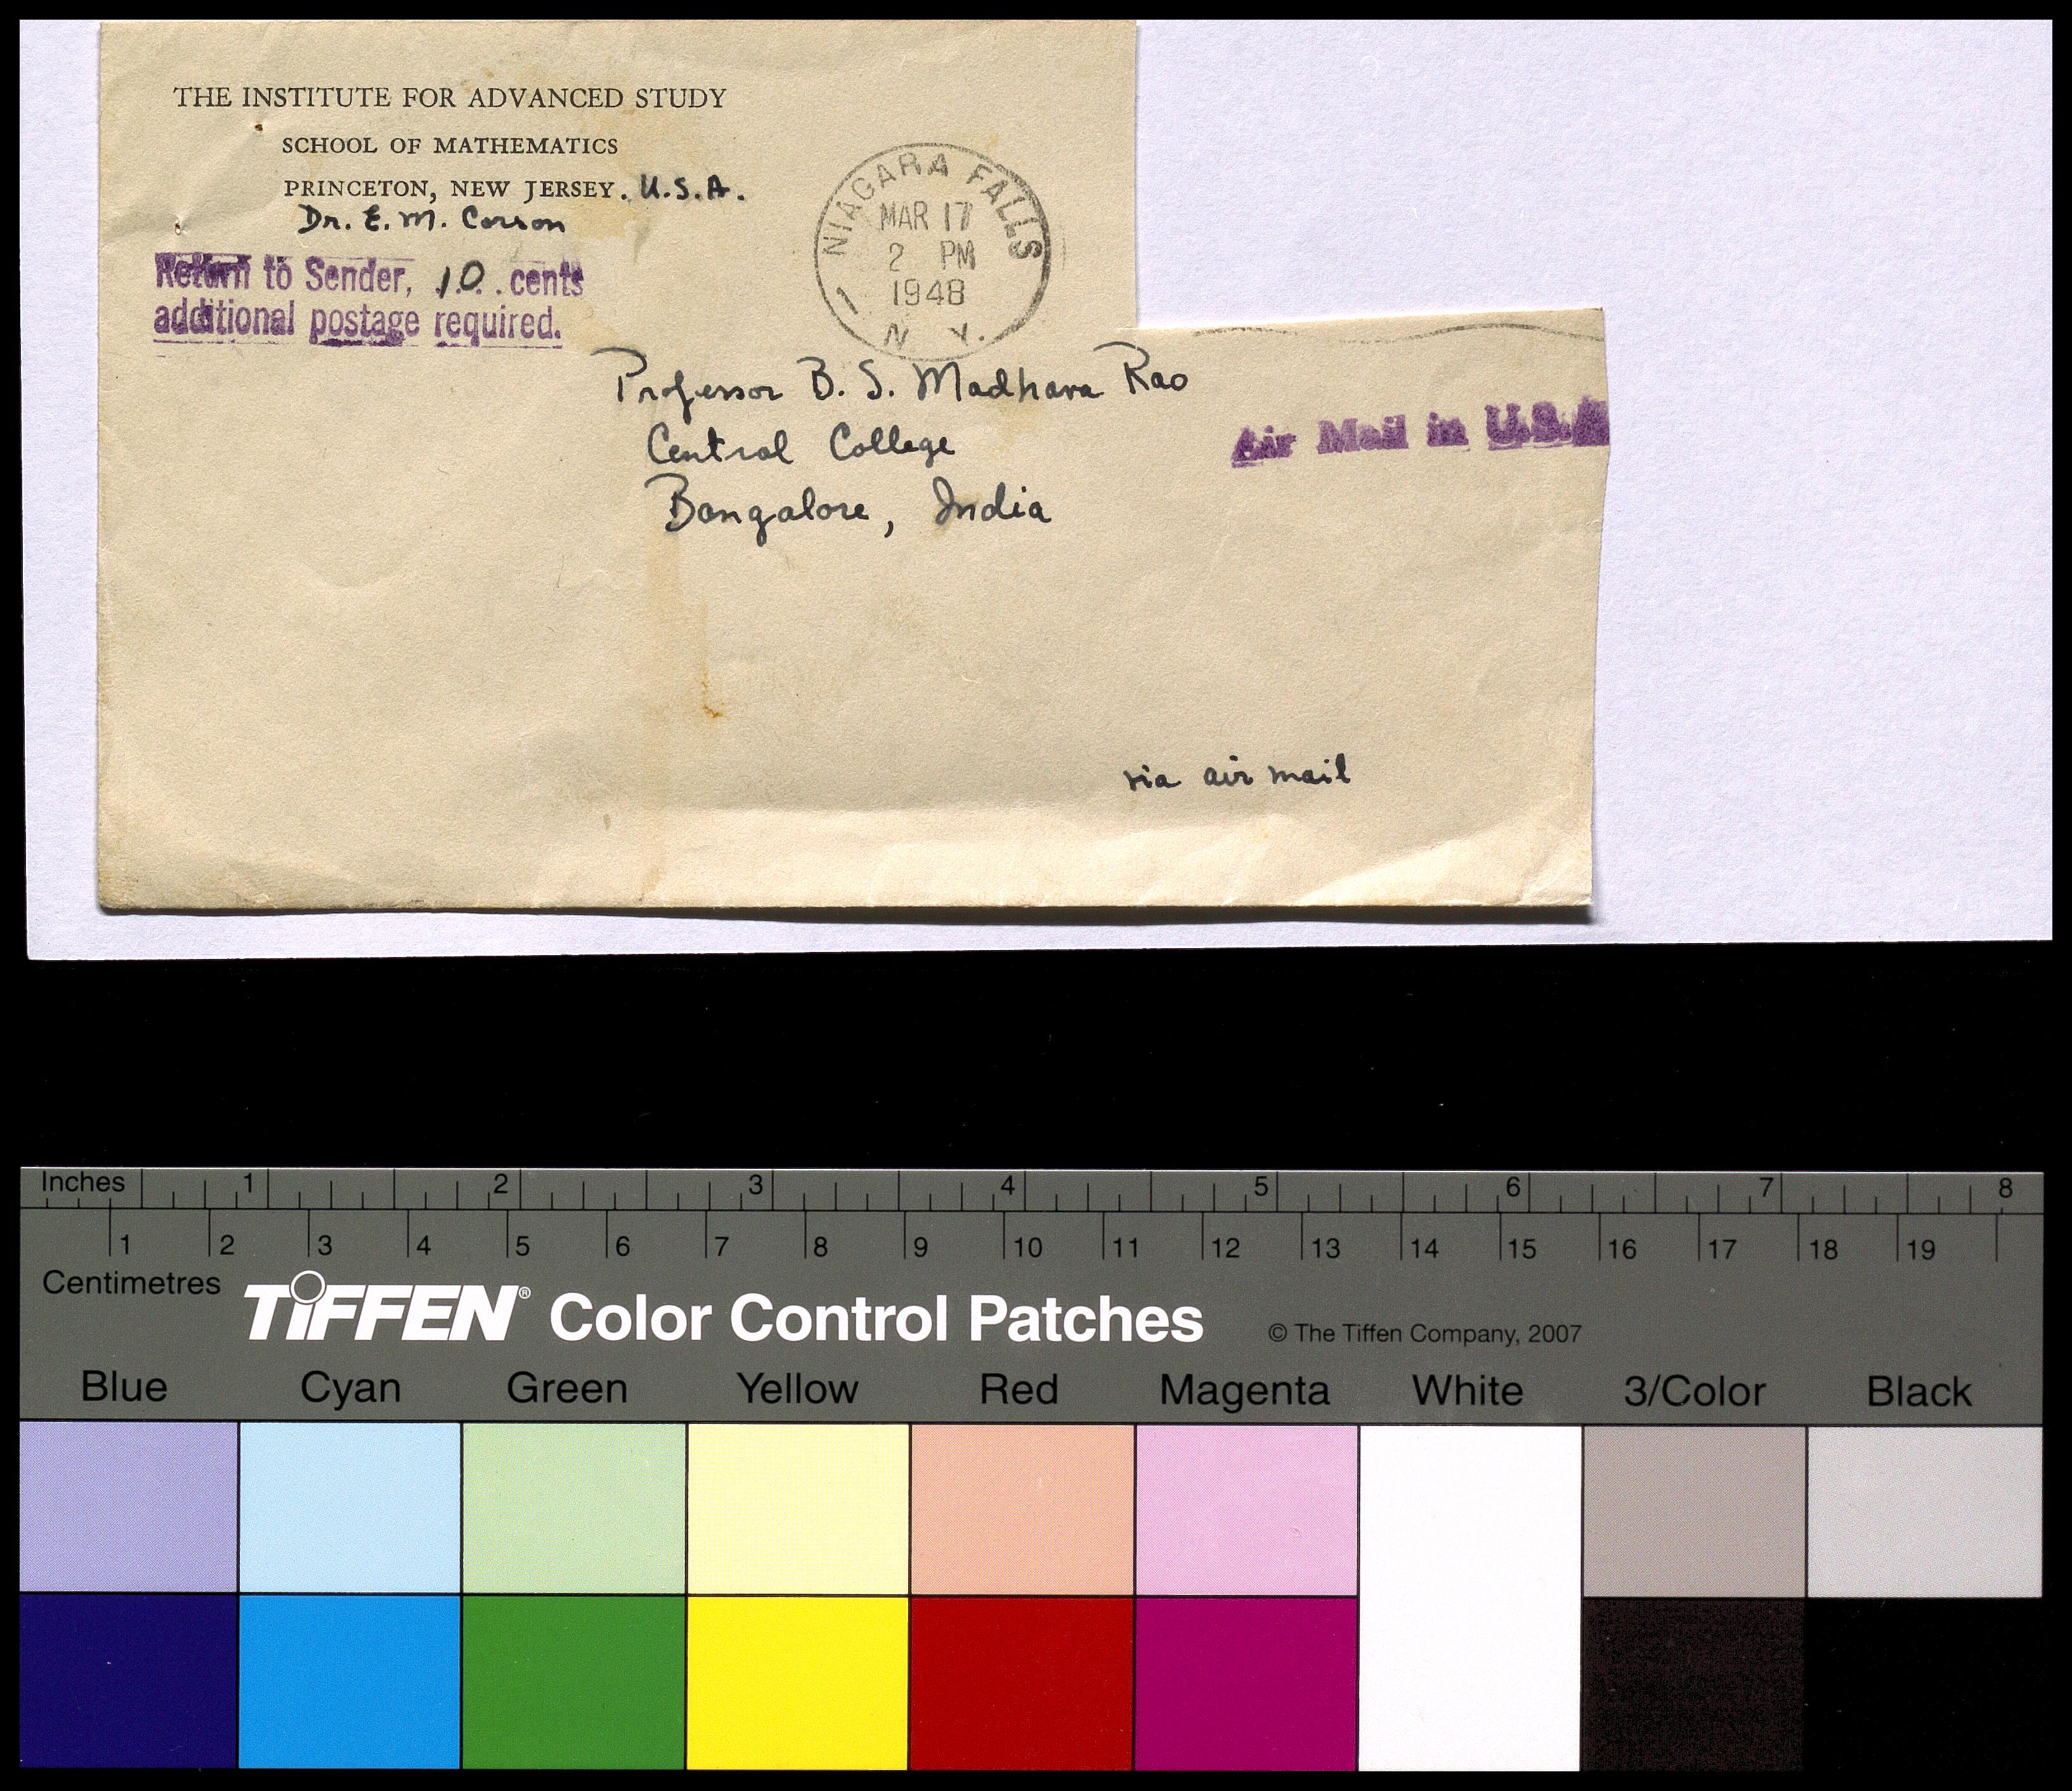 THE INSTITUTE FOR ADVANCED STUDY
SCHOOL OF MATHEMATICS
PRINCETON, NEW JERSEY. U.S.A.
Dr. E. M. Corson
Return to Sender, 10 cents
additional postage required.
NIAGARA FALLS
MAR 17
2 PM
1948
1
N Y.
Professor B. S. Madhava Rao
Central College
Bangalore, India
Air Mail in U.S.A
via air mail
Inches 1 2 3 4 5 6 7 8
1 2 3 4 5 6 7 8 9 10 11 12 13 14 15 16 17 18 19
Centimetres
TIFFEN® Color Control Patches © The Tiffen Company, 2007
Blue Cyan Green Yellow Red Magenta White 3/Color Black